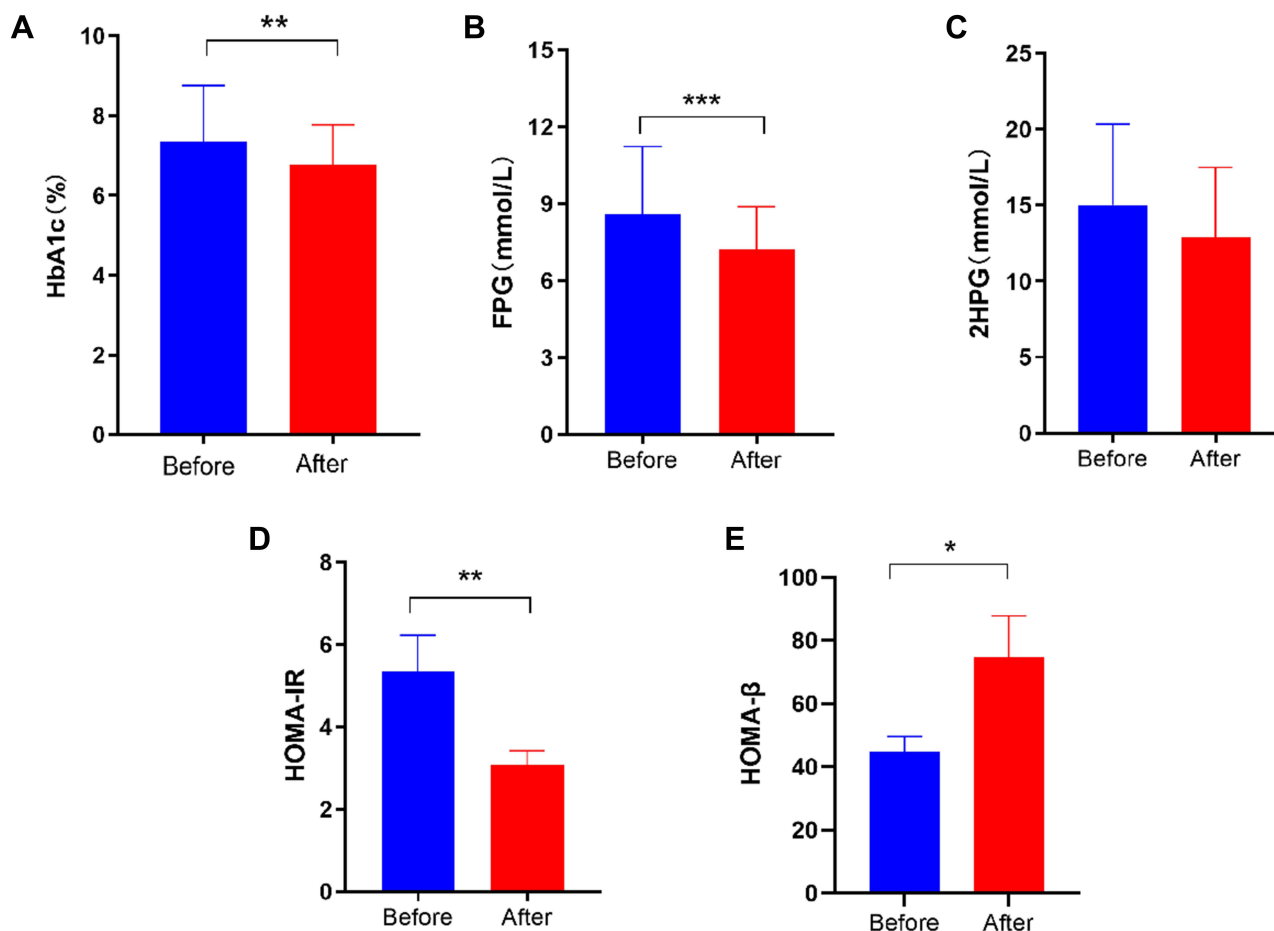 A
HbA1c（%）
10
8
6
4
2
0
**
Before After
B
FPG（mmol/L）
15
12
9
6
3
0
***
Before After
C
2HPG（mmol/L）
25
20
15
10
5
0
Before After
D
HOMA-IR
8
6
4
2
0
**
Before After
E
HOMA-β
100
80
60
40
20
0
*
Before After